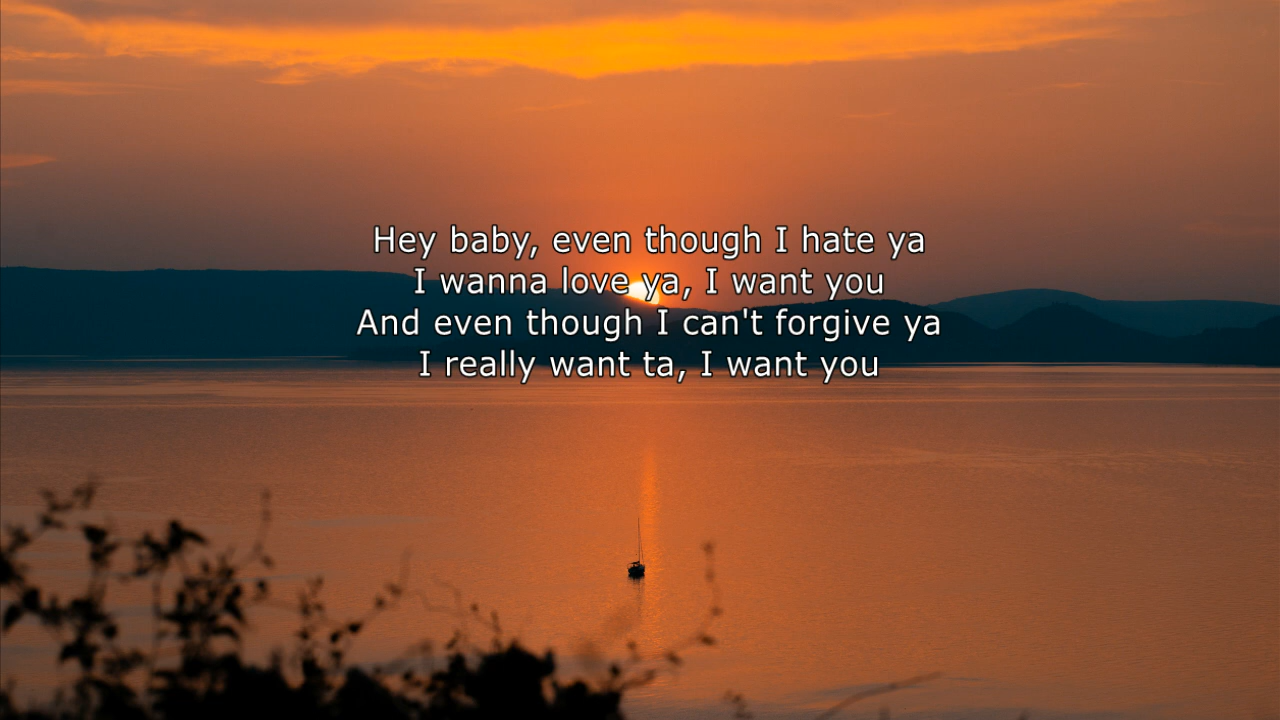 Hey baby, even though I hate ya
I wanna love ya, I want you
And even though I can't forgive ya
I really want ta, I want you